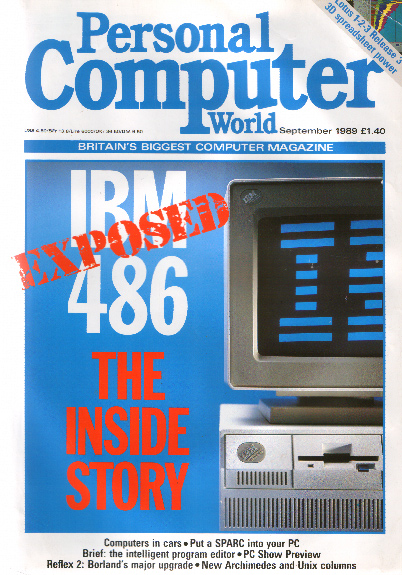 Personal
Computer
World
September 1989 £1.40
Lotus 1-2-3 Release 3
3D spreadsheet power
BRITAIN'S BIGGEST COMPUTER MAGAZINE
IBM
EXPOSED
486
THE
INSIDE
STORY
Computers in cars • Put a SPARC into your PC
Brief: the intelligent program editor • PC Show Preview
Reflex 2: Borland's major upgrade • New Archimedes and Unix columns